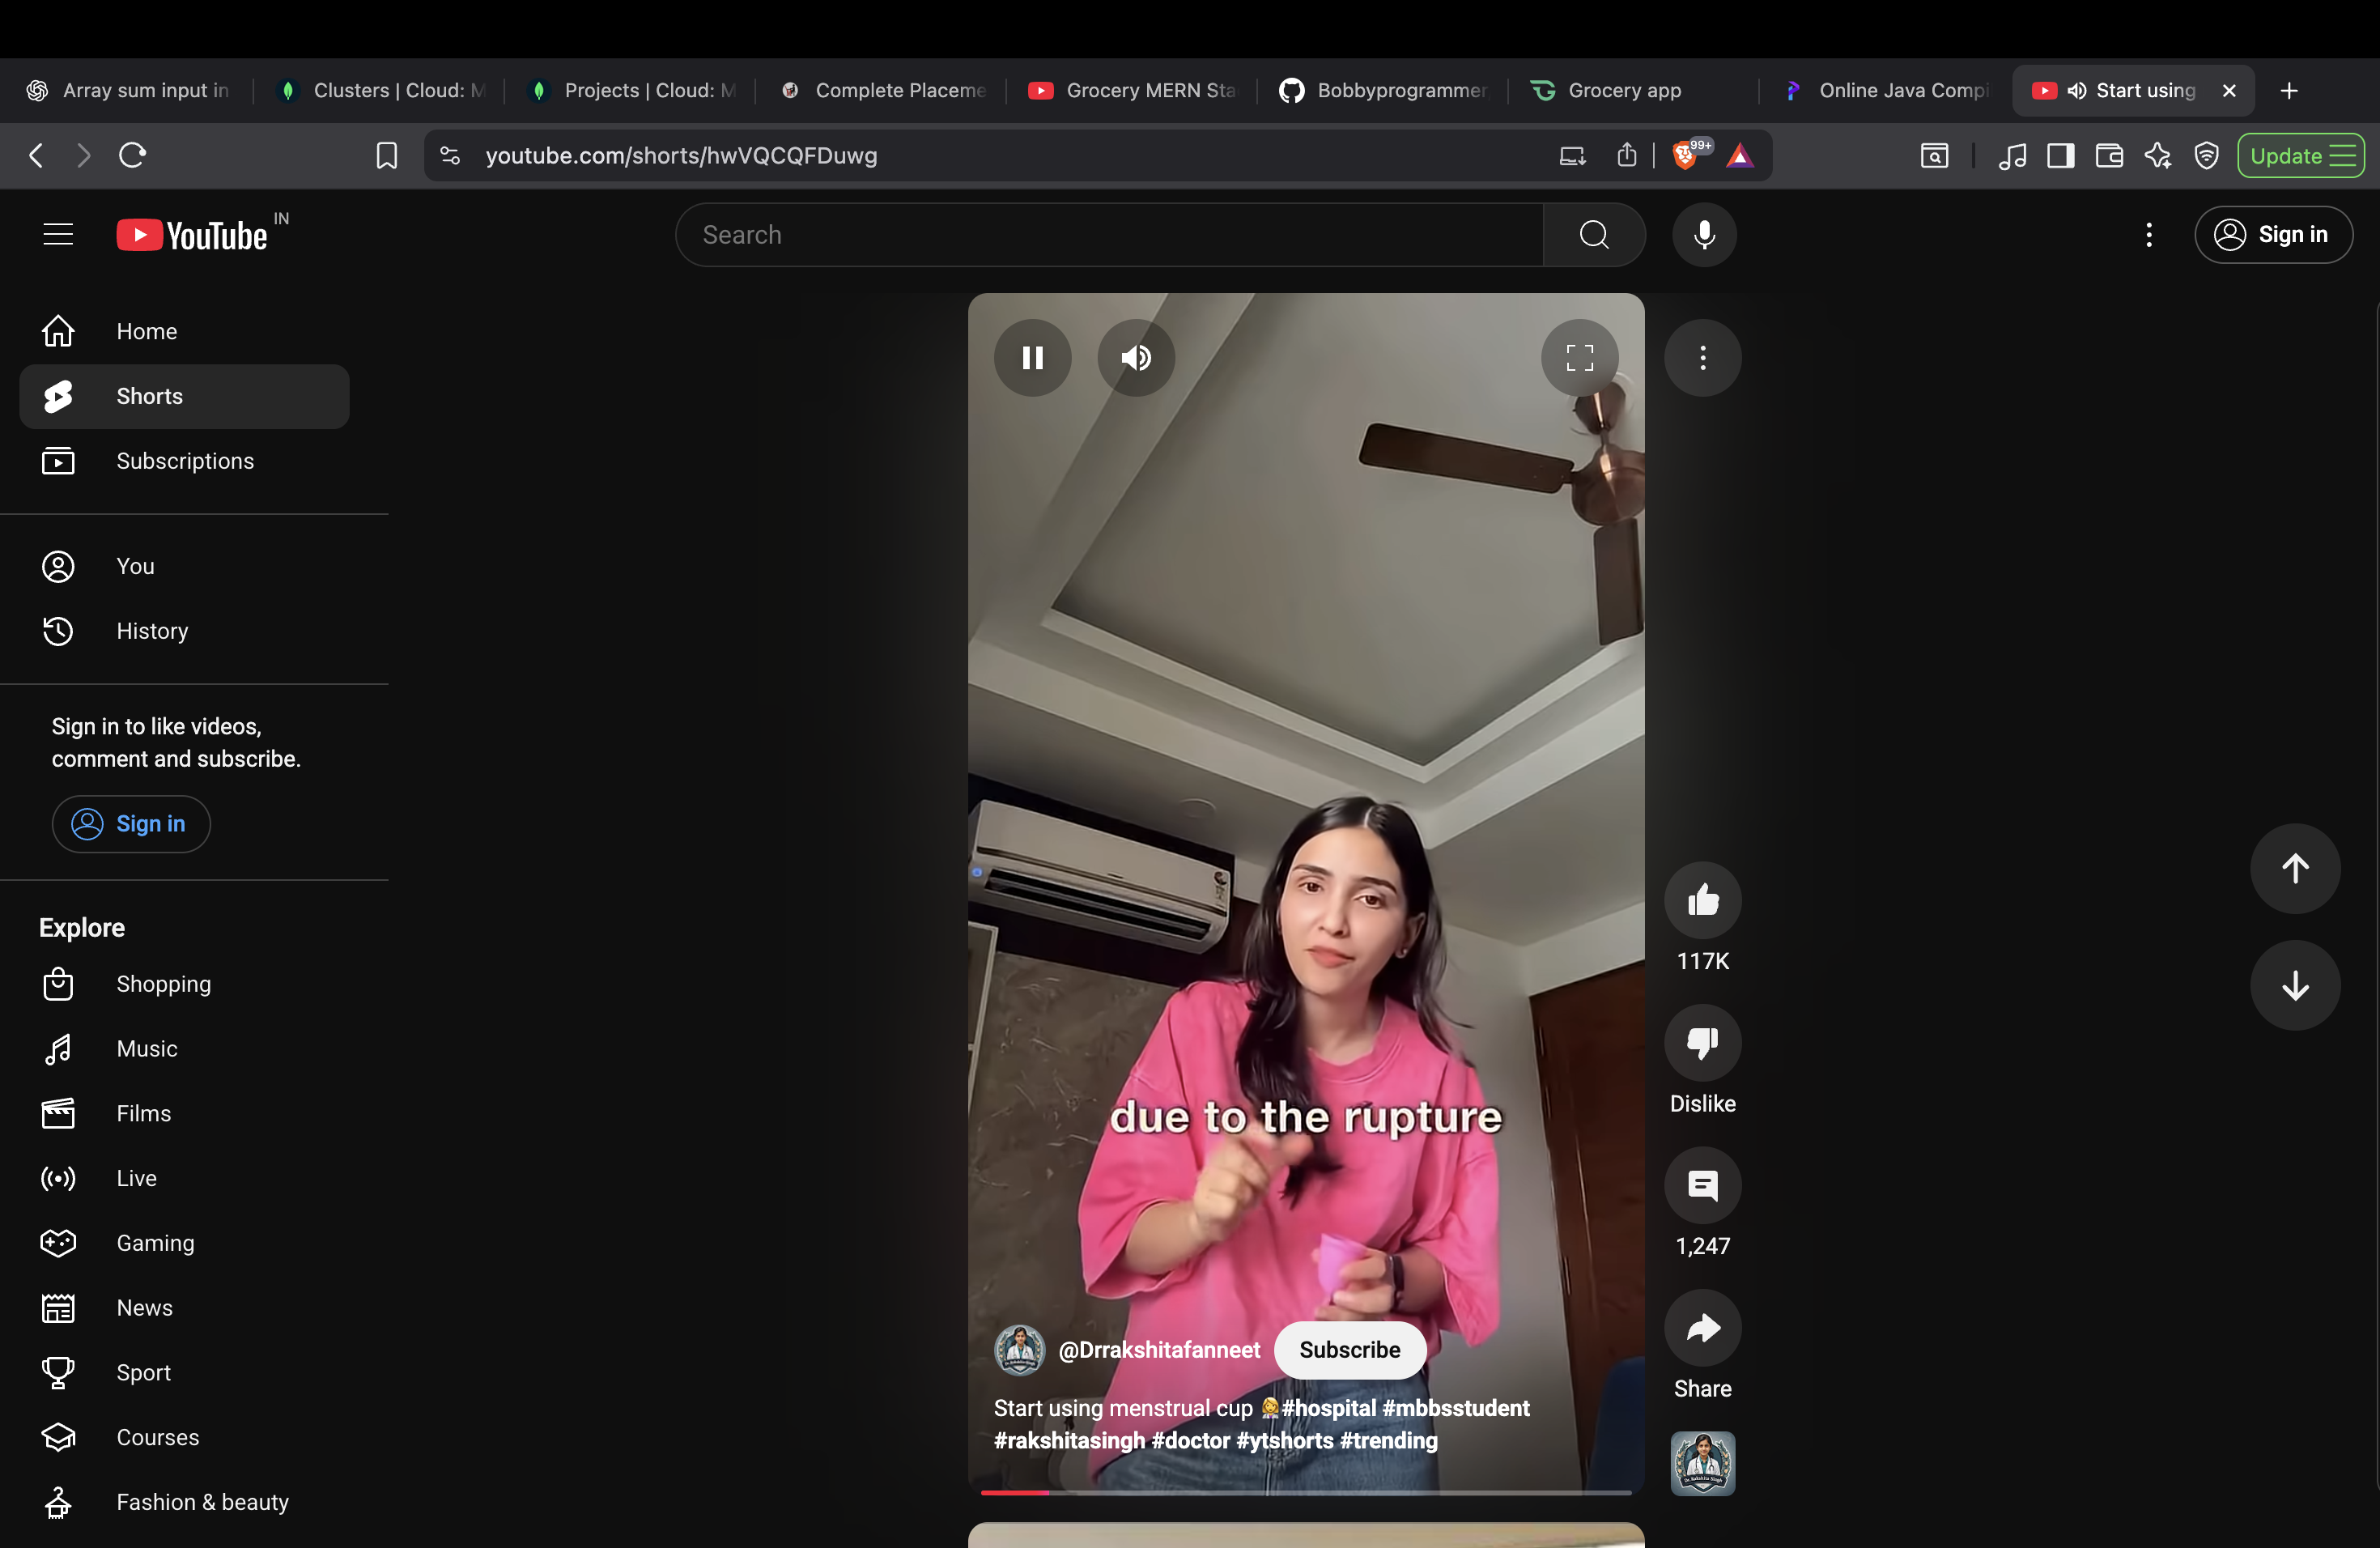 Array sum input in
Clusters | Cloud: M
Projects | Cloud: M
Complete Placeme
Grocery MERN Sta
Bobbyprogrammer
Grocery app
Online Java Compi
Start using
youtube.com/shorts/hwVQCQFDuwg
99+
Update
YouTube IN
Search
Sign in
Home
Shorts
Subscriptions
You
History
Sign in to like videos,
comment and subscribe.
Sign in
Explore
Shopping
Music
Films
Live
Gaming
News
Sport
Courses
Fashion & beauty
due to the rupture
@Drrakshitafanneet
Subscribe
Start using menstrual cup 👩‍⚕️#hospital #mbbsstudent
#rakshitasingh #doctor #ytshorts #trending
117K
Dislike
1,247
Share